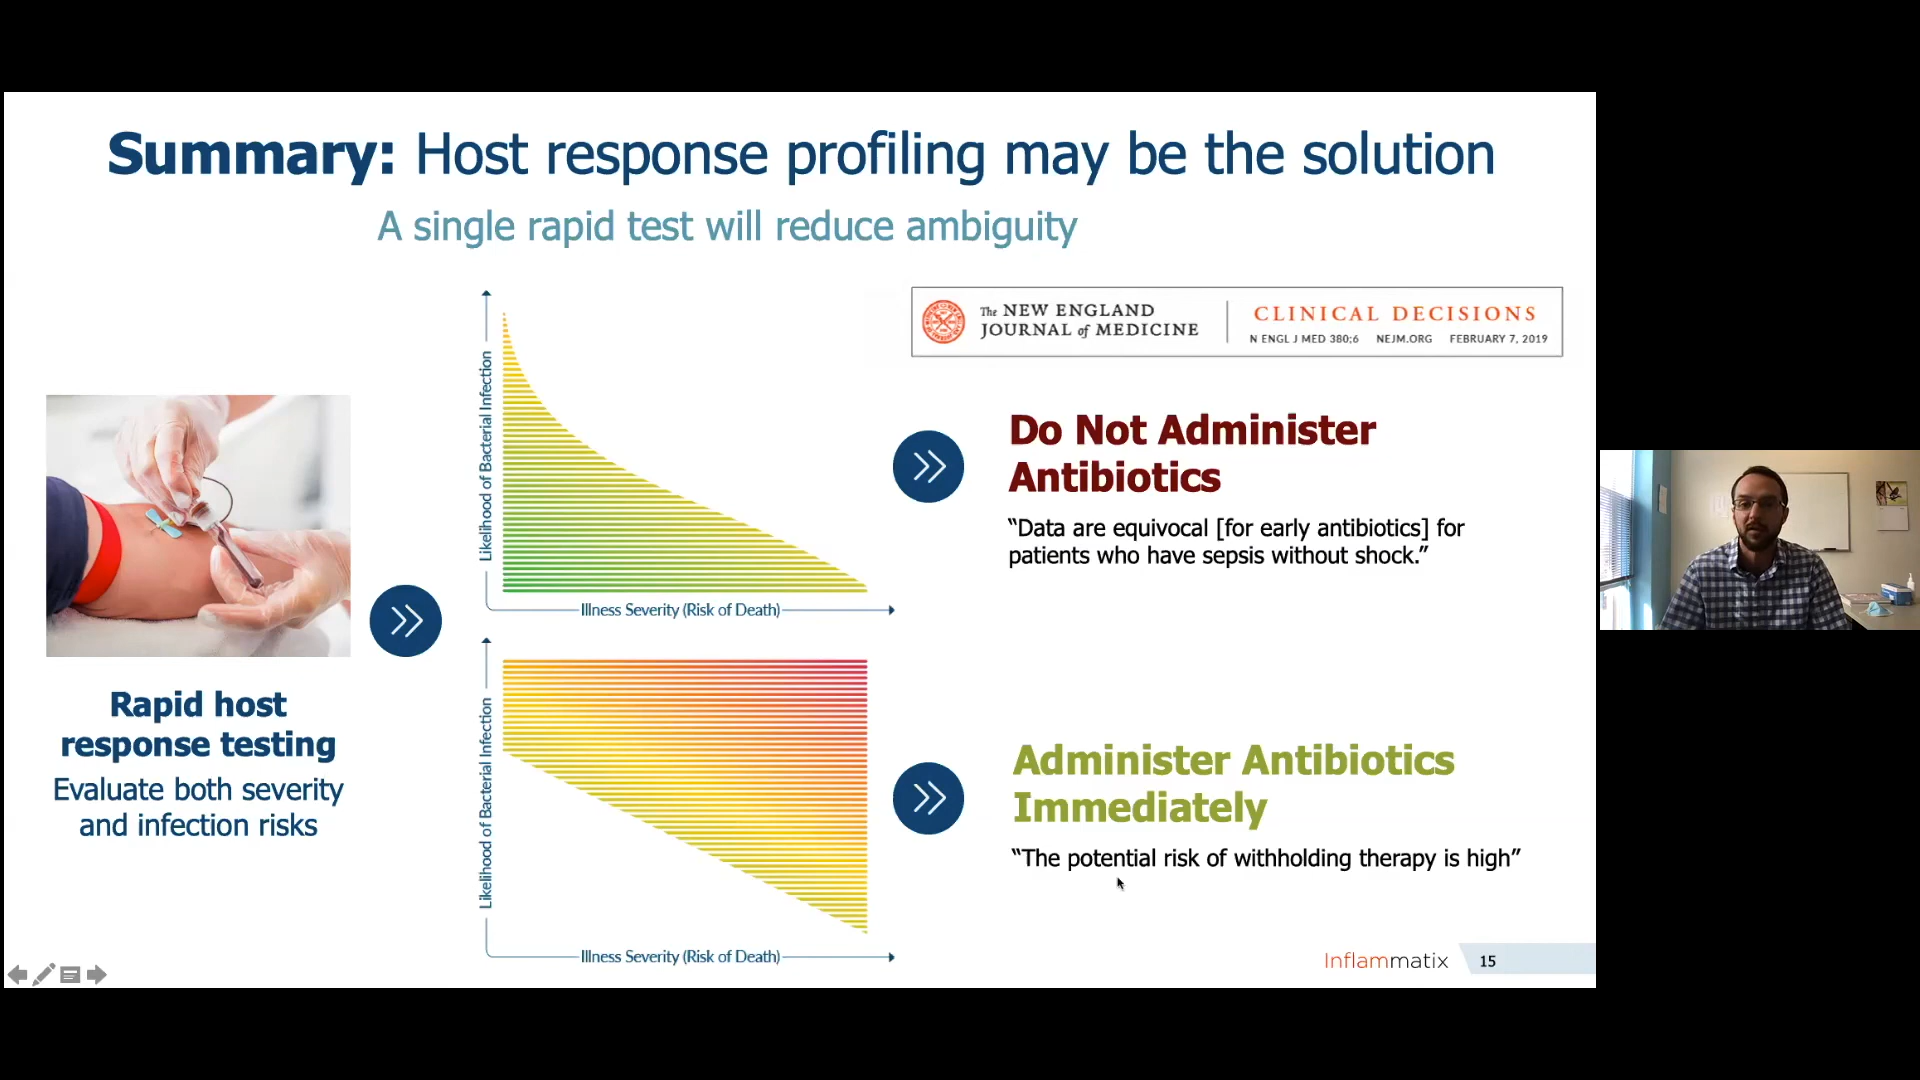 Summary: Host response profiling may be the solution
A single rapid test will reduce ambiguity
The NEW ENGLAND
JOURNAL of MEDICINE
CLINICAL DECISIONS
N ENGL J MED 380;6 NEJM.ORG FEBRUARY 7, 2019
Rapid host
response testing
Evaluate both severity
and infection risks
Likelihood of Bacterial Infection
Illness Severity (Risk of Death)
Do Not Administer
Antibiotics
“Data are equivocal [for early antibiotics] for
patients who have sepsis without shock.”
Likelihood of Bacterial Infection
Illness Severity (Risk of Death)
Administer Antibiotics
Immediately
“The potential risk of withholding therapy is high”
Inflammatix
15